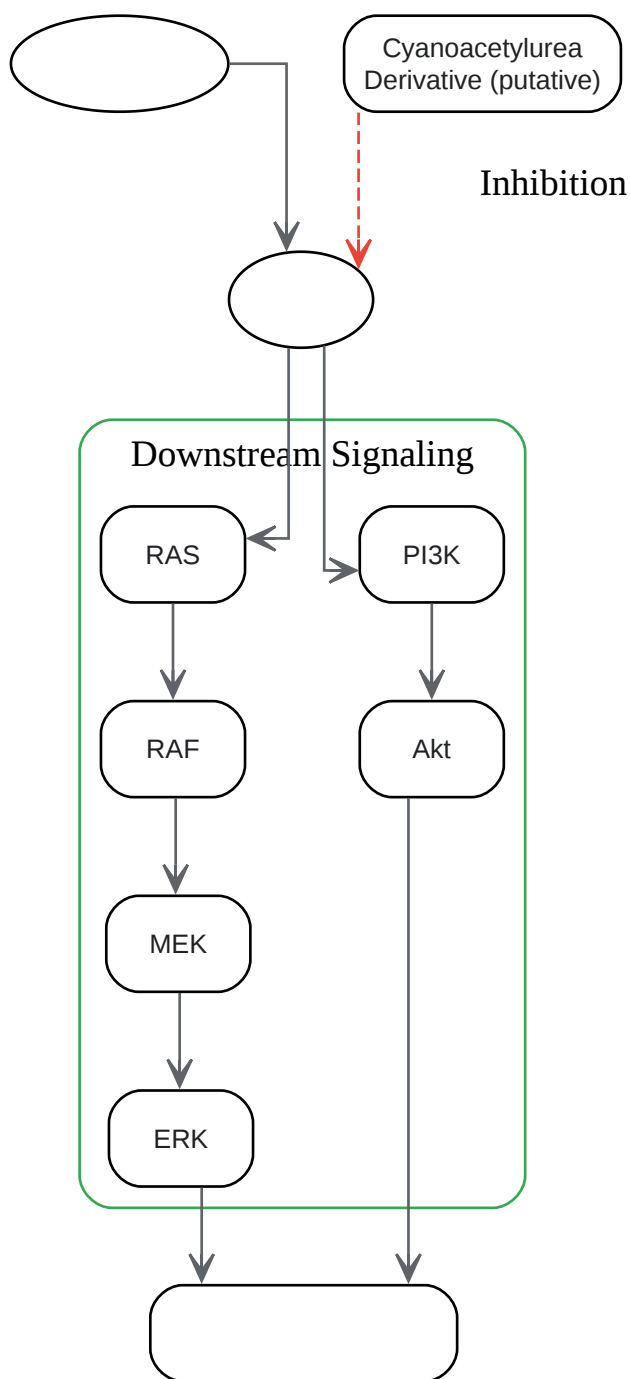 Cyanoacetylurea
Derivative (putative)
Inhibition
Downstream Signaling
RAS
PI3K
RAF
Akt
MEK
ERK